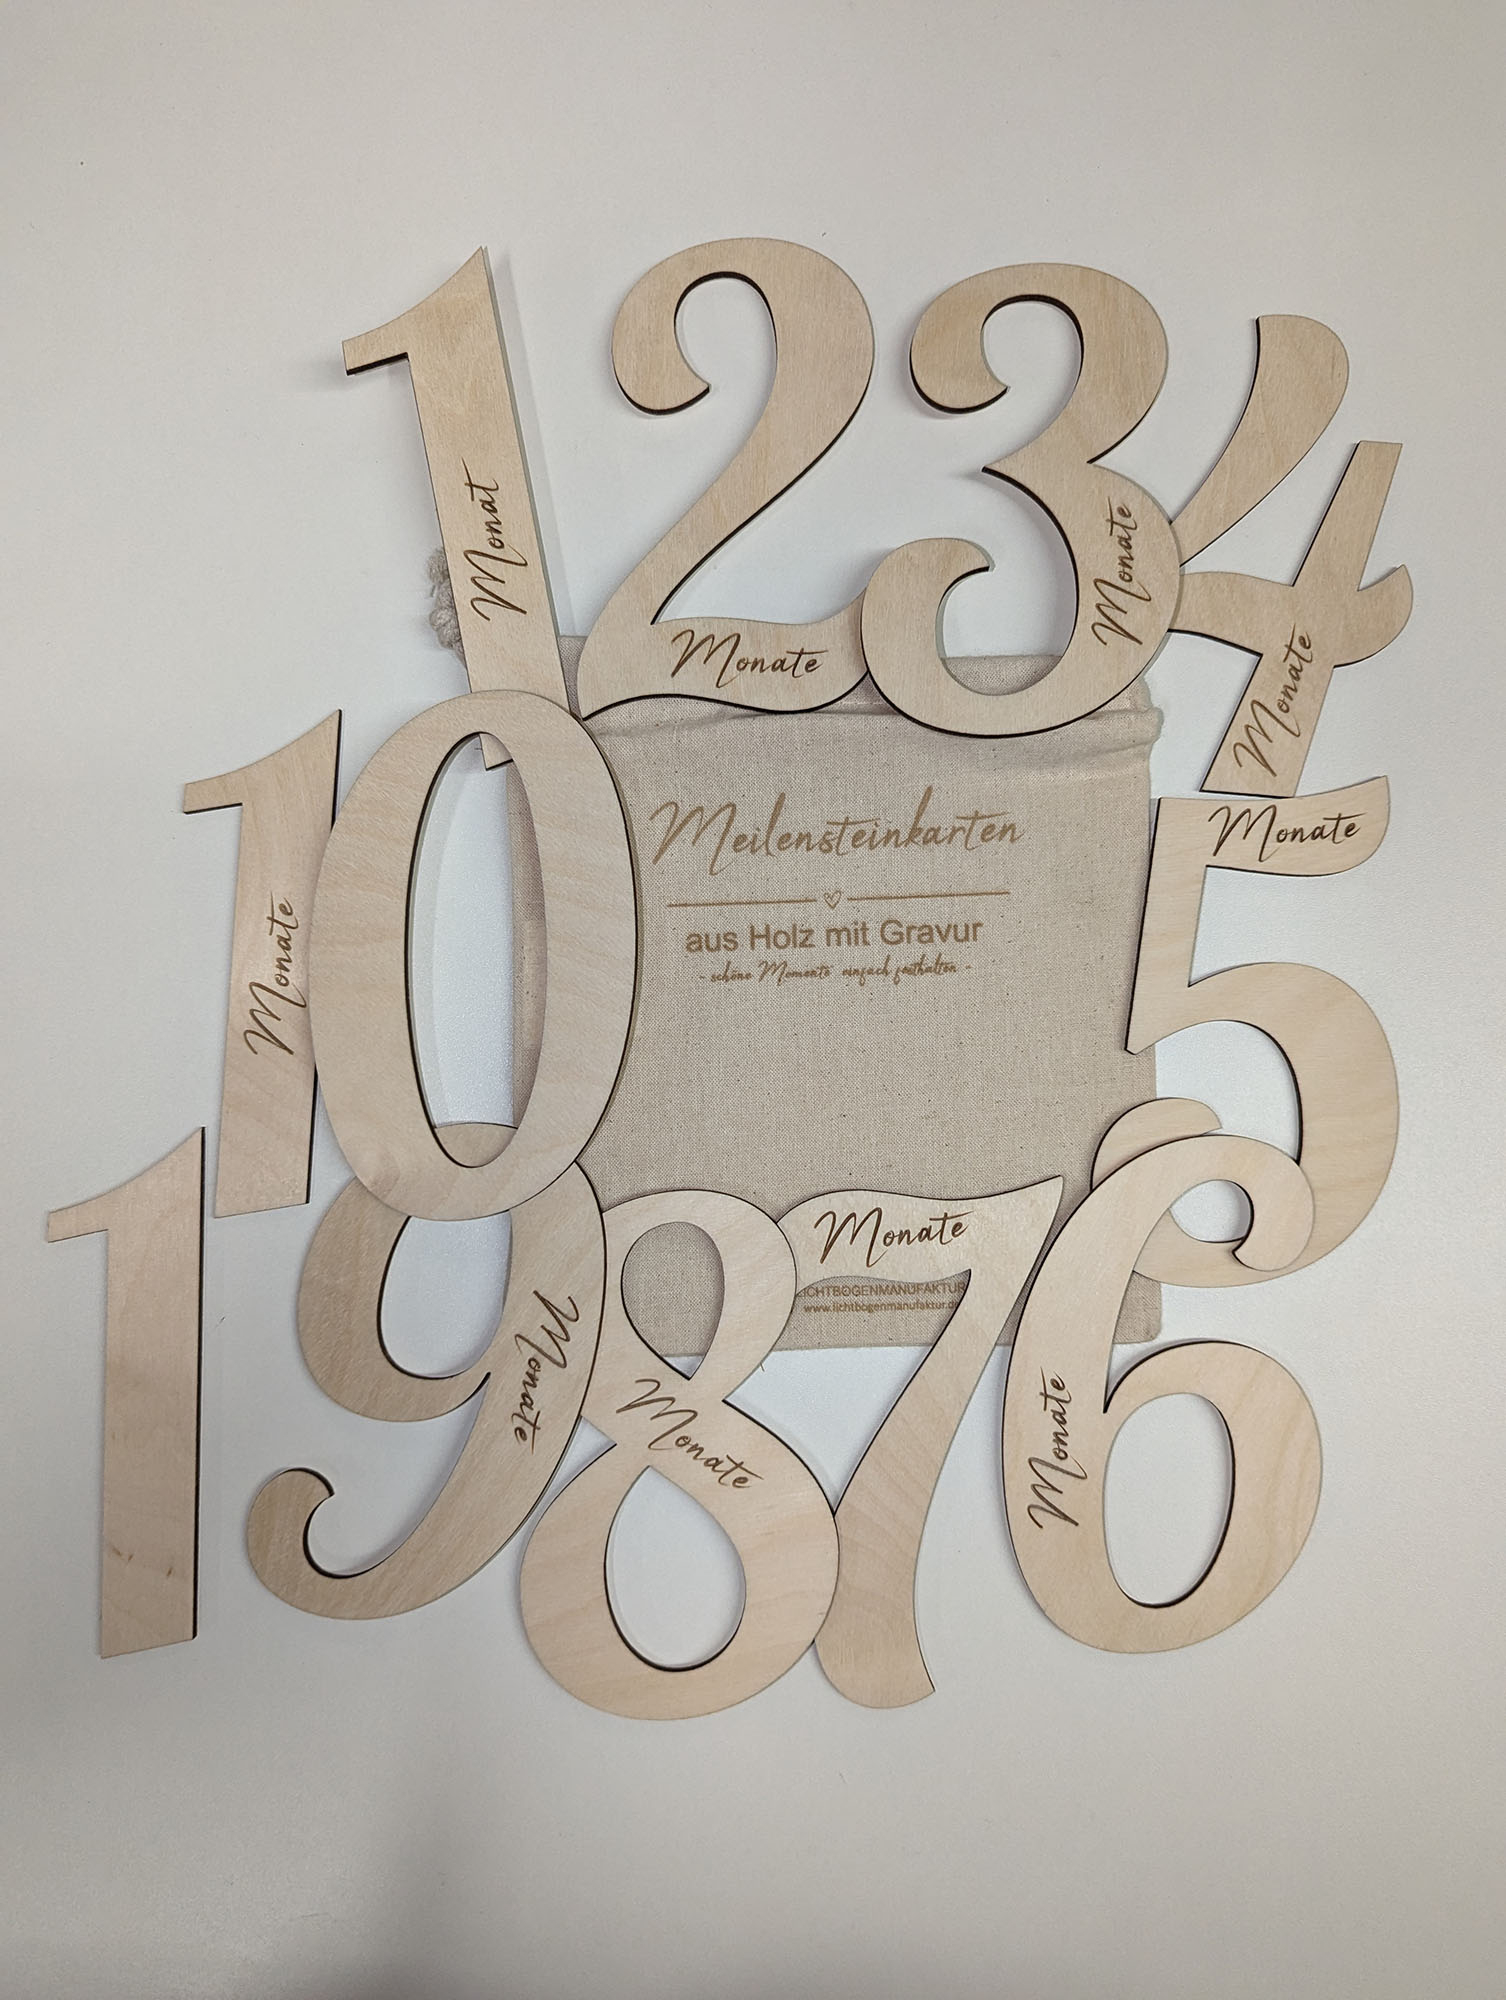 1
Monat
2
Monate
3
Monate
4
Monate
5
Monate
6
Monate
7
Monate
8
Monate
9
Monate
10
Monate
1
Meilensteinkarten
aus Holz mit Gravur
- schöne Momente einfach festhalten -
LICHTBOGENMANUFAKTUR
www.lichtbogenmanufaktur.de